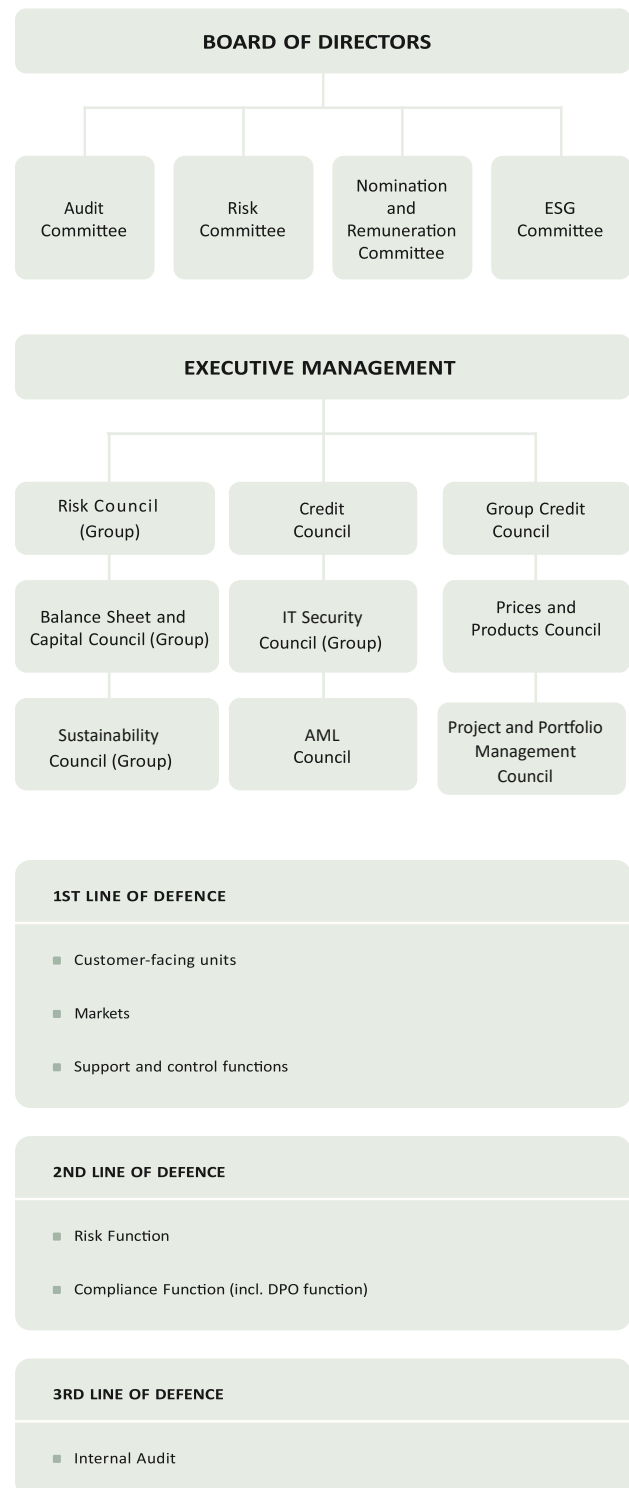 BOARD OF DIRECTORS
Audit
Committee
Risk
Committee
Nomination
and
Remuneration
Committee
ESG
Committee
EXECUTIVE MANAGEMENT
Risk Council
(Group)
Credit
Council
Group Credit
Council
Balance Sheet and
Capital Council (Group)
IT Security
Council (Group)
Prices and
Products Council
Sustainability
Council (Group)
AML
Council
Project and Portfolio
Management
Council
1ST LINE OF DEFENCE
Customer-facing units
Markets
Support and control functions
2ND LINE OF DEFENCE
Risk Function
Compliance Function (incl. DPO function)
3RD LINE OF DEFENCE
Internal Audit